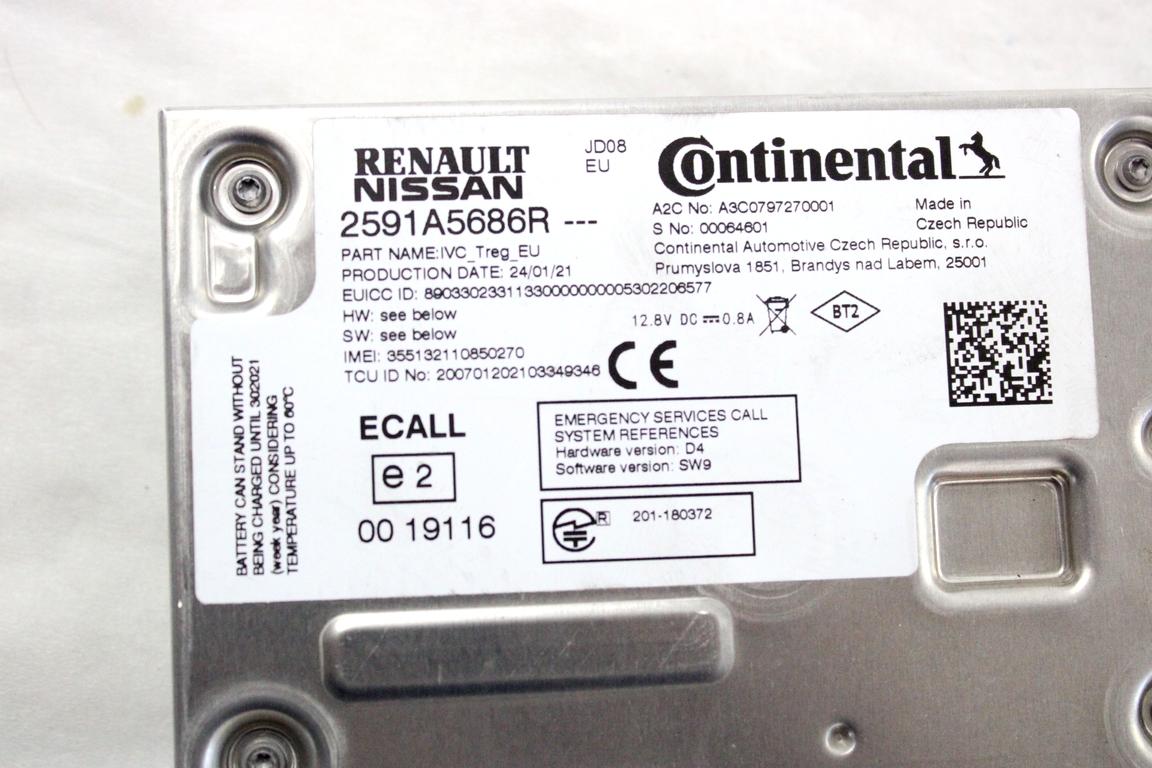 RENAULT
NISSAN
JD08
EU
Continental
2591A5686R ---
A2C No: A3C0797270001
Made in
Czech Republic
S No: 00064601
PART NAME:IVC_Treg_EU
Continental Automotive Czech Republic, s.r.o.
PRODUCTION DATE: 24/01/21
Prumyslova 1851, Brandys nad Labem, 25001
EUICC ID: 89033023311330000000005302206577
HW: see below
12.8V DC 0.8A
BT2
SW: see below
IMEI: 355132110850270
TCU ID No: 200701202103349346
CE
BATTERY CAN STAND WITHOUT
BEING CHARGED UNTIL 302021
(week year) CONSIDERING
TEMPERATURE UP TO 60°C
ECALL
e2
00 19116
EMERGENCY SERVICES CALL
SYSTEM REFERENCES
Hardware version: D4
Software version: SW9
R 201-180372